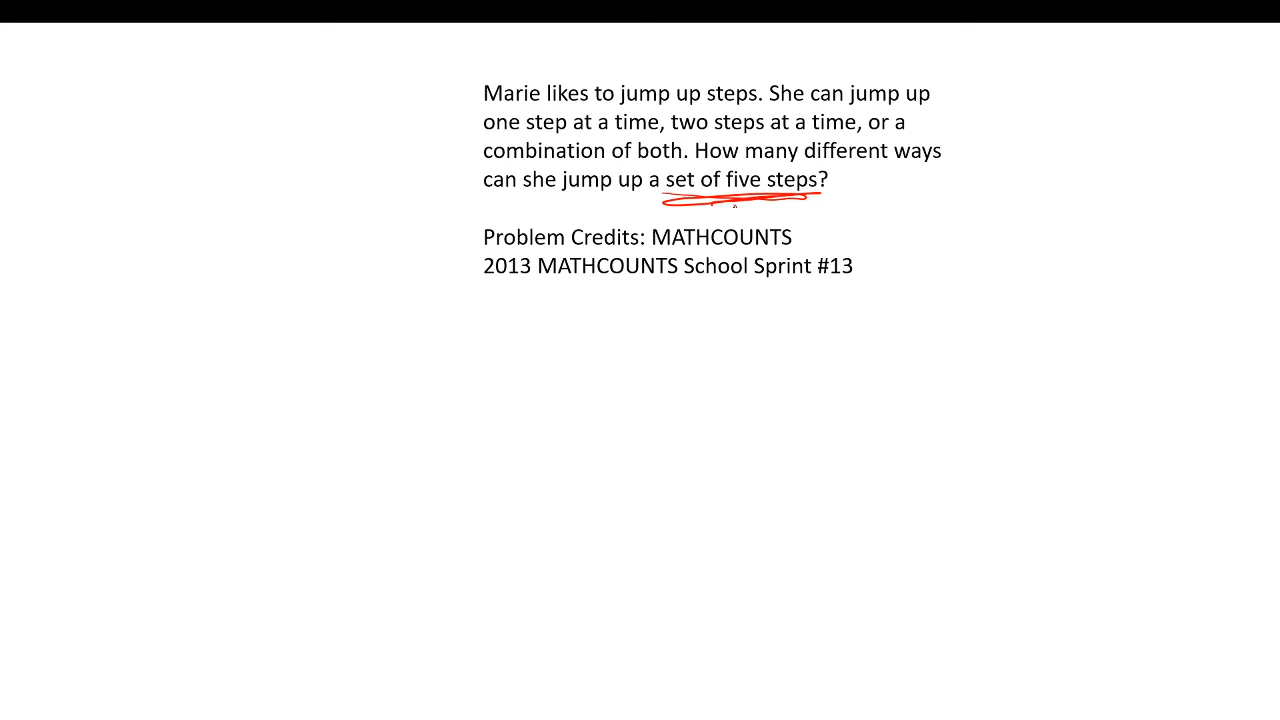 Marie likes to jump up steps. She can jump up
one step at a time, two steps at a time, or a
combination of both. How many different ways
can she jump up a set of five steps?
Problem Credits: MATHCOUNTS
2013 MATHCOUNTS School Sprint #13